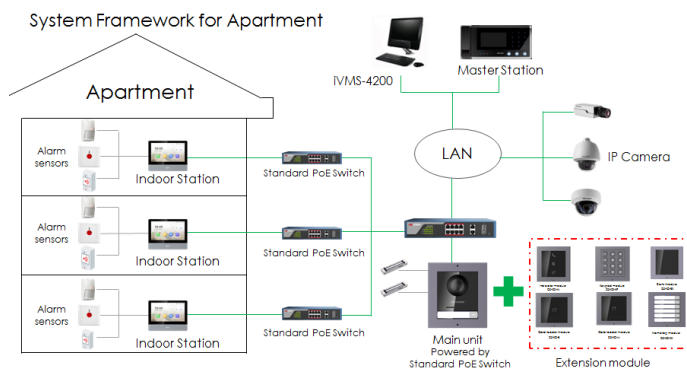 System Framework for Apartment
iVMS-4200
Master Station
Apartment
LAN
IP Camera
Alarm
sensors
Indoor Station
Standard PoE Switch
Alarm
sensors
Indoor Station
Standard PoE Switch
Alarm
sensors
Indoor Station
Standard PoE Switch
Main unit
Powered by
Standard PoE Switch
Extension module